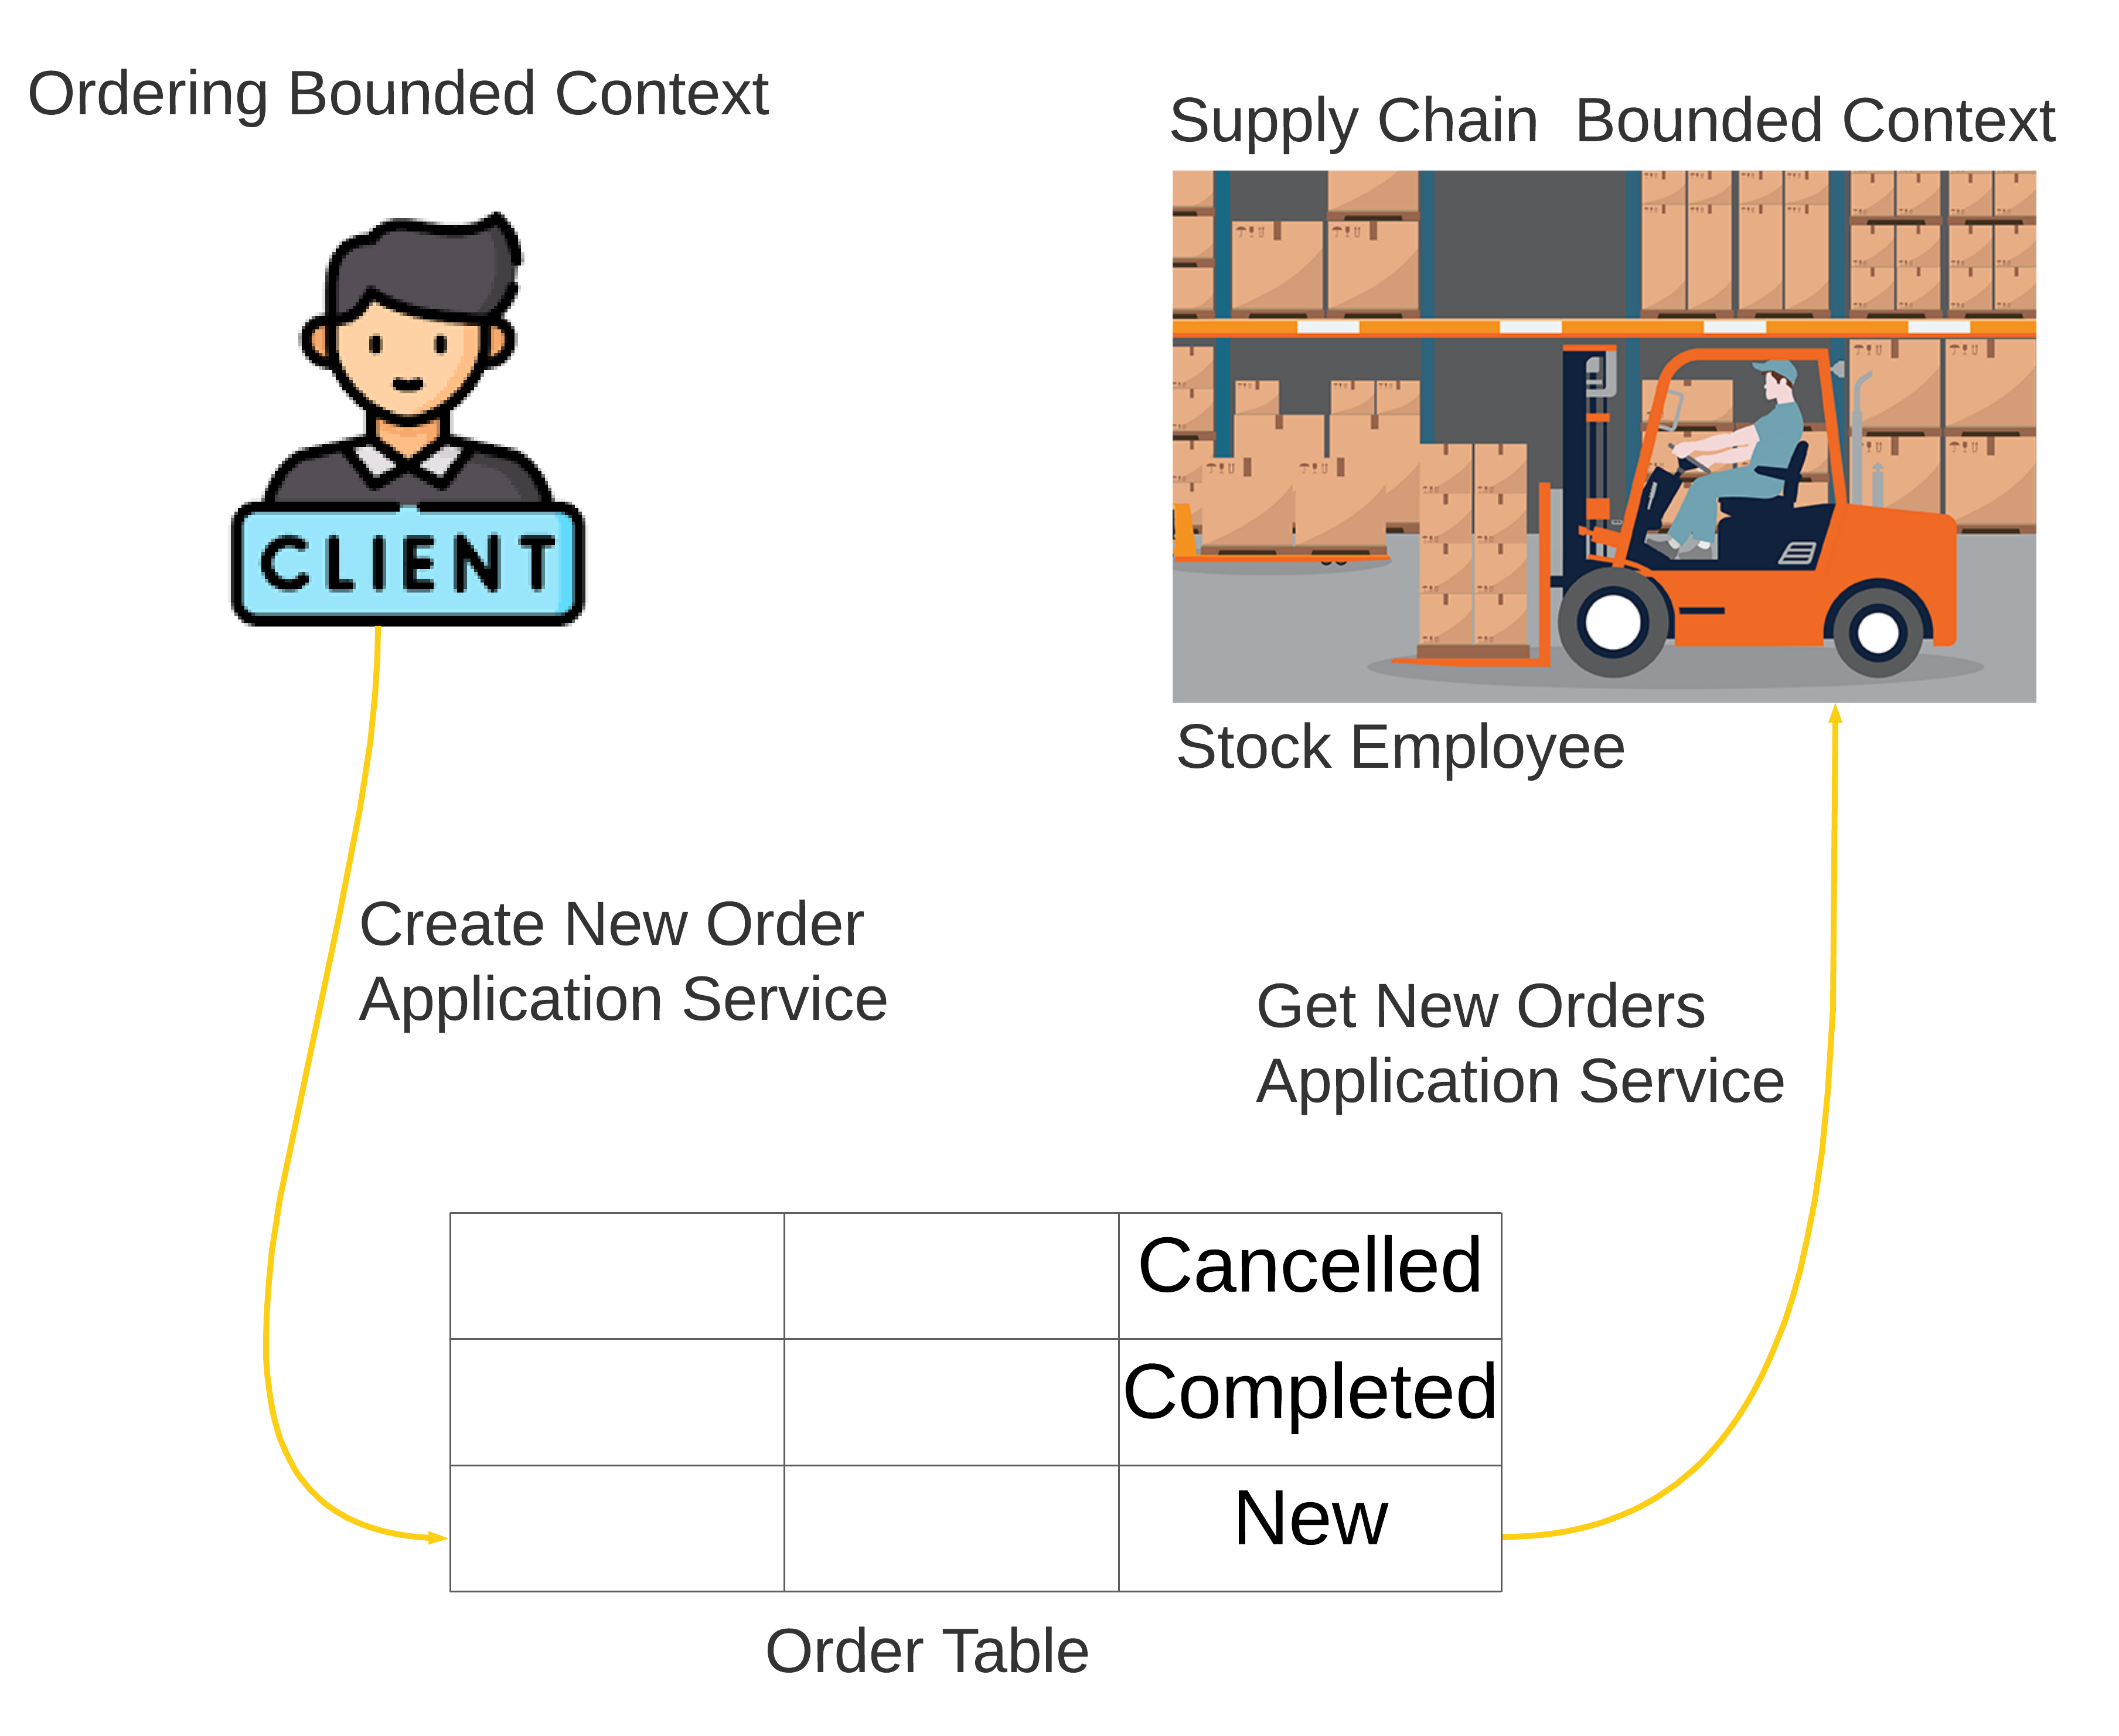 Ordering Bounded Context
Supply Chain  Bounded Context
CLIENT
Stock Employee
Create New Order
Application Service
Get New Orders
Application Service
Cancelled
Completed
New
Order Table